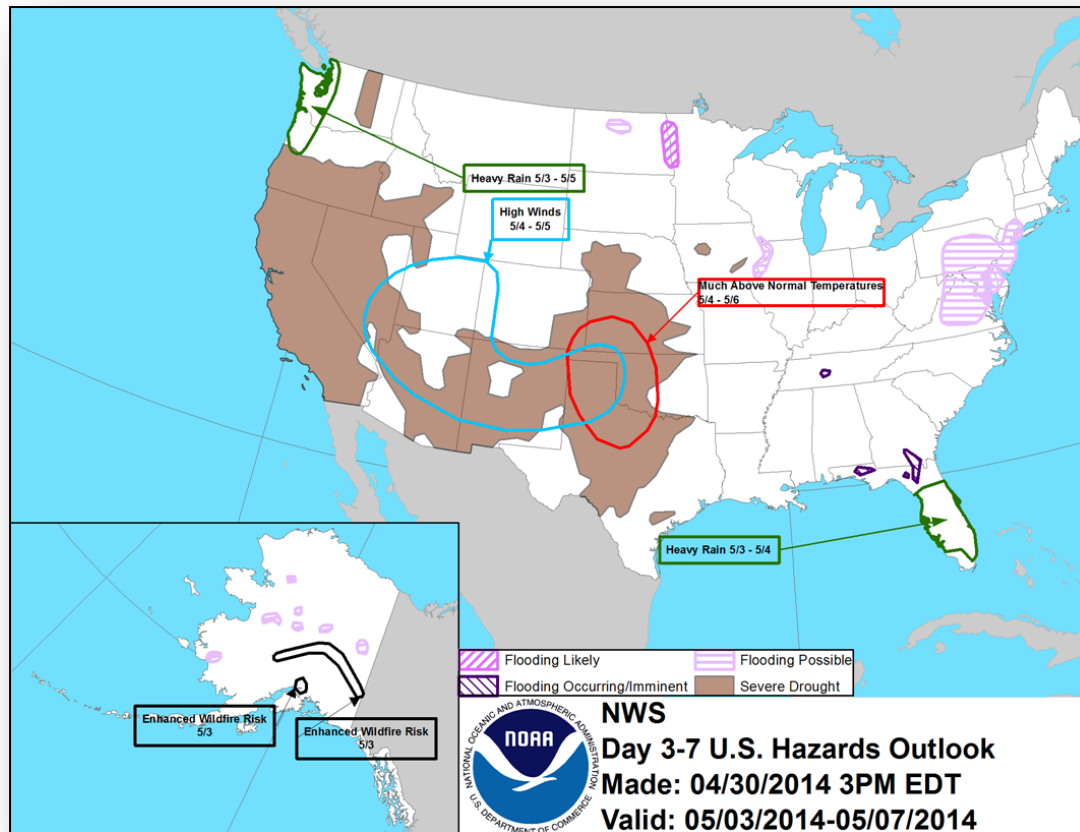 Heavy Rain 5/3 - 5/5
High Winds
5/4 - 5/5
Much Above Normal Temperatures
5/4 - 5/6
Heavy Rain 5/3 - 5/4
Enhanced Wildfire Risk
5/3
Enhanced Wildfire Risk
5/3
Flooding Likely
Flooding Possible
Flooding Occurring/Imminent
Severe Drought
NATIONAL OCEANIC AND ATMOSPHERIC ADMINISTRATION
NOAA
U.S. DEPARTMENT OF COMMERCE
NWS
Day 3-7 U.S. Hazards Outlook
Made: 04/30/2014 3PM EDT
Valid: 05/03/2014-05/07/2014